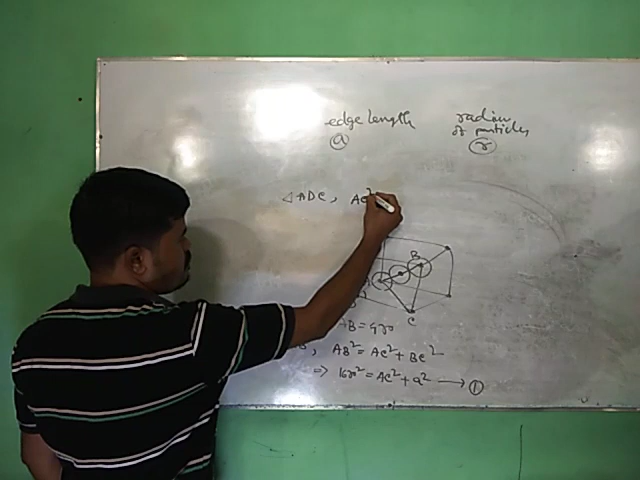 edge length
radius
a
of particles
r
△ADC, AC²
B
C
AB=4r
, AB²=AC²+BC²
⇒ 16r²=AC²+a² → ①